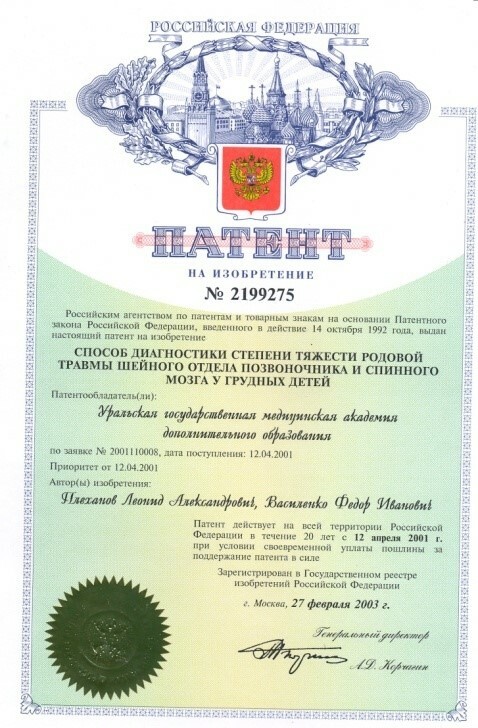 РОССИЙСКАЯ ФЕДЕРАЦИЯ
ПАТЕНТ
НА ИЗОБРЕТЕНИЕ
№ 2199275
Российским агентством по патентам и товарным знакам на основании Патентного
закона Российской Федерации, введенного в действие 14 октября 1992 года, выдан
настоящий патент на изобретение
СПОСОБ ДИАГНОСТИКИ СТЕПЕНИ ТЯЖЕСТИ РОДОВОЙ
ТРАВМЫ ШЕЙНОГО ОТДЕЛА ПОЗВОНОЧНИКА И СПИННОГО
МОЗГА У ГРУДНЫХ ДЕТЕЙ
Патентообладатель(ли):
Уральская государственная медицинская академия
дополнительного образования
по заявке № 2001110008, дата поступления: 12.04.2001
Приоритет от 12.04.2001
Автор(ы) изобретения:
Плеханов Леонид Александрович, Василенко Федор Иванович
Патент действует на всей территории Российской
Федерации в течение 20 лет с 12 апреля 2001 г.
при условии своевременной уплаты пошлины за
поддержание патента в силе
Зарегистрирован в Государственном реестре
изобретений Российской Федерации
г. Москва, 27 февраля 2003 г.
Генеральный директор
А.Д. Корчагин